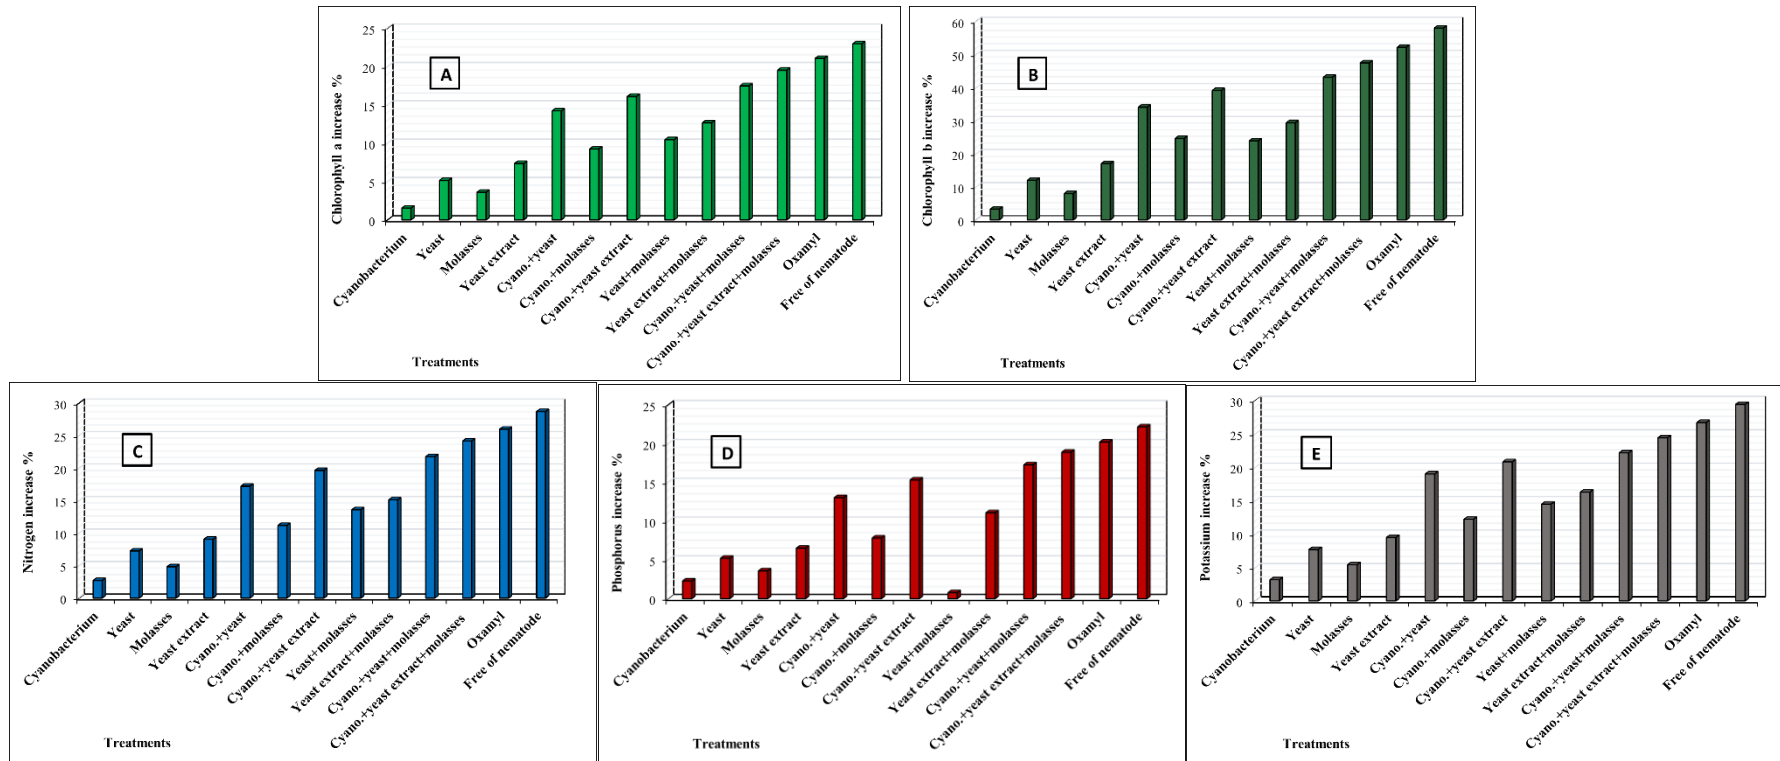 A
Chlorophyll a increase %
25
20
15
10
5
0
Cyanobacterium
Yeast
Molasses
Yeast extract
Cyano.+yeast
Cyano.+molasses
Cyano.+yeast extract
Yeast+molasses
Yeast extract+molasses
Cyano.+yeast+molasses
Cyano.+yeast extract+molasses
Oxamyl
Free of nematode
Treatments
B
Chlorophyll b increase %
60
50
40
30
20
10
0
Cyanobacterium
Yeast
Molasses
Yeast extract
Cyano.+yeast
Cyano.+molasses
Cyano.+yeast extract
Yeast+molasses
Yeast extract+molasses
Cyano.+yeast+molasses
Cyano.+yeast extract+molasses
Oxamyl
Free of nematode
Treatments
C
Nitrogen increase %
30
25
20
15
10
5
0
Cyanobacterium
Yeast
Molasses
Yeast extract
Cyano.+yeast
Cyano.+molasses
Cyano.+yeast extract
Yeast+molasses
Yeast extract+molasses
Cyano.+yeast+molasses
Cyano.+yeast extract+molasses
Oxamyl
Free of nematode
Treatments
D
Phosphorus increase %
25
20
15
10
5
0
Cyanobacterium
Yeast
Molasses
Yeast extract
Cyano.+yeast
Cyano.+molasses
Cyano.+yeast extract
Yeast+molasses
Yeast extract+molasses
Cyano.+yeast+molasses
Cyano.+yeast extract+molasses
Oxamyl
Free of nematode
Treatments
E
Potassium increase %
30
25
20
15
10
5
0
Cyanobacterium
Yeast
Molasses
Yeast extract
Cyano.+yeast
Cyano.+molasses
Cyano.+yeast extract
Yeast+molasses
Yeast extract+molasses
Cyano.+yeast+molasses
Cyano.+yeast extract+molasses
Oxamyl
Free of nematode
Treatments